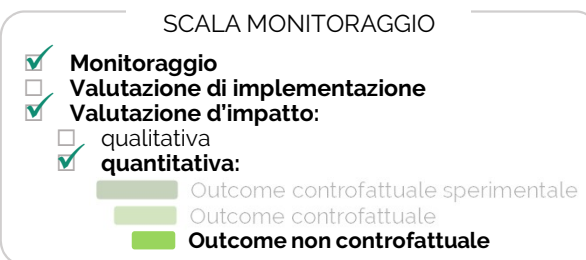 SCALA MONITORAGGIO
Monitoraggio
Valutazione di implementazione
Valutazione d'impatto:
qualitativa
quantitativa:
Outcome controfattuale sperimentale
Outcome controfattuale
Outcome non controfattuale